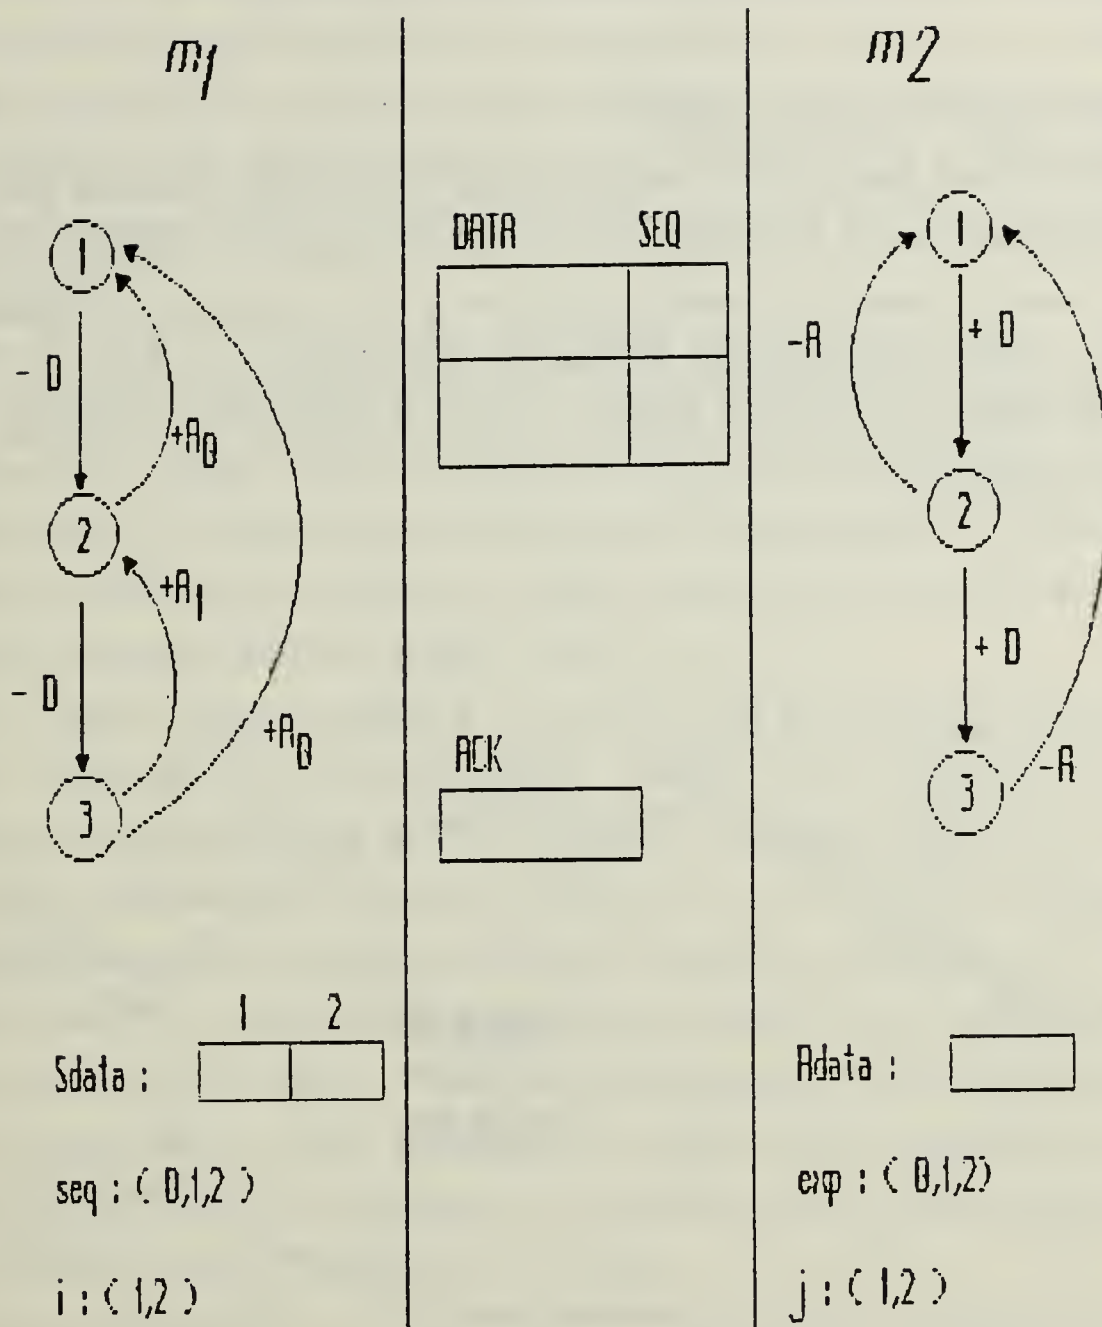 m1
m2
DATA SEQ
1
1
- D
+ D
-A
+A0
2
2
+A1
+ D
- D
+A0
ACK
-A
3
3
1 2
Sdata :
Rdata :
seq : ( 0,1,2 )
exp : ( 0,1,2)
i : ( 1,2 )
j : ( 1,2 )